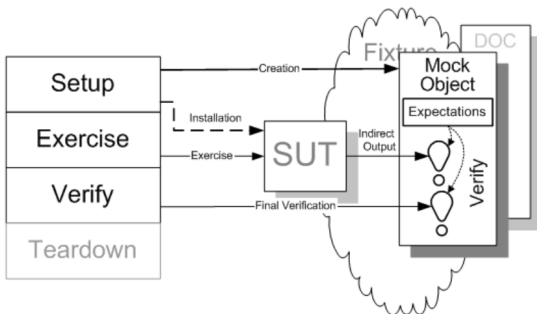 Setup
Exercise
Verify
Teardown
Creation
Installation
Exercise
Final Verification
SUT
Indirect
Output
Fixture
DOC
Mock
Object
Expectations
Verify